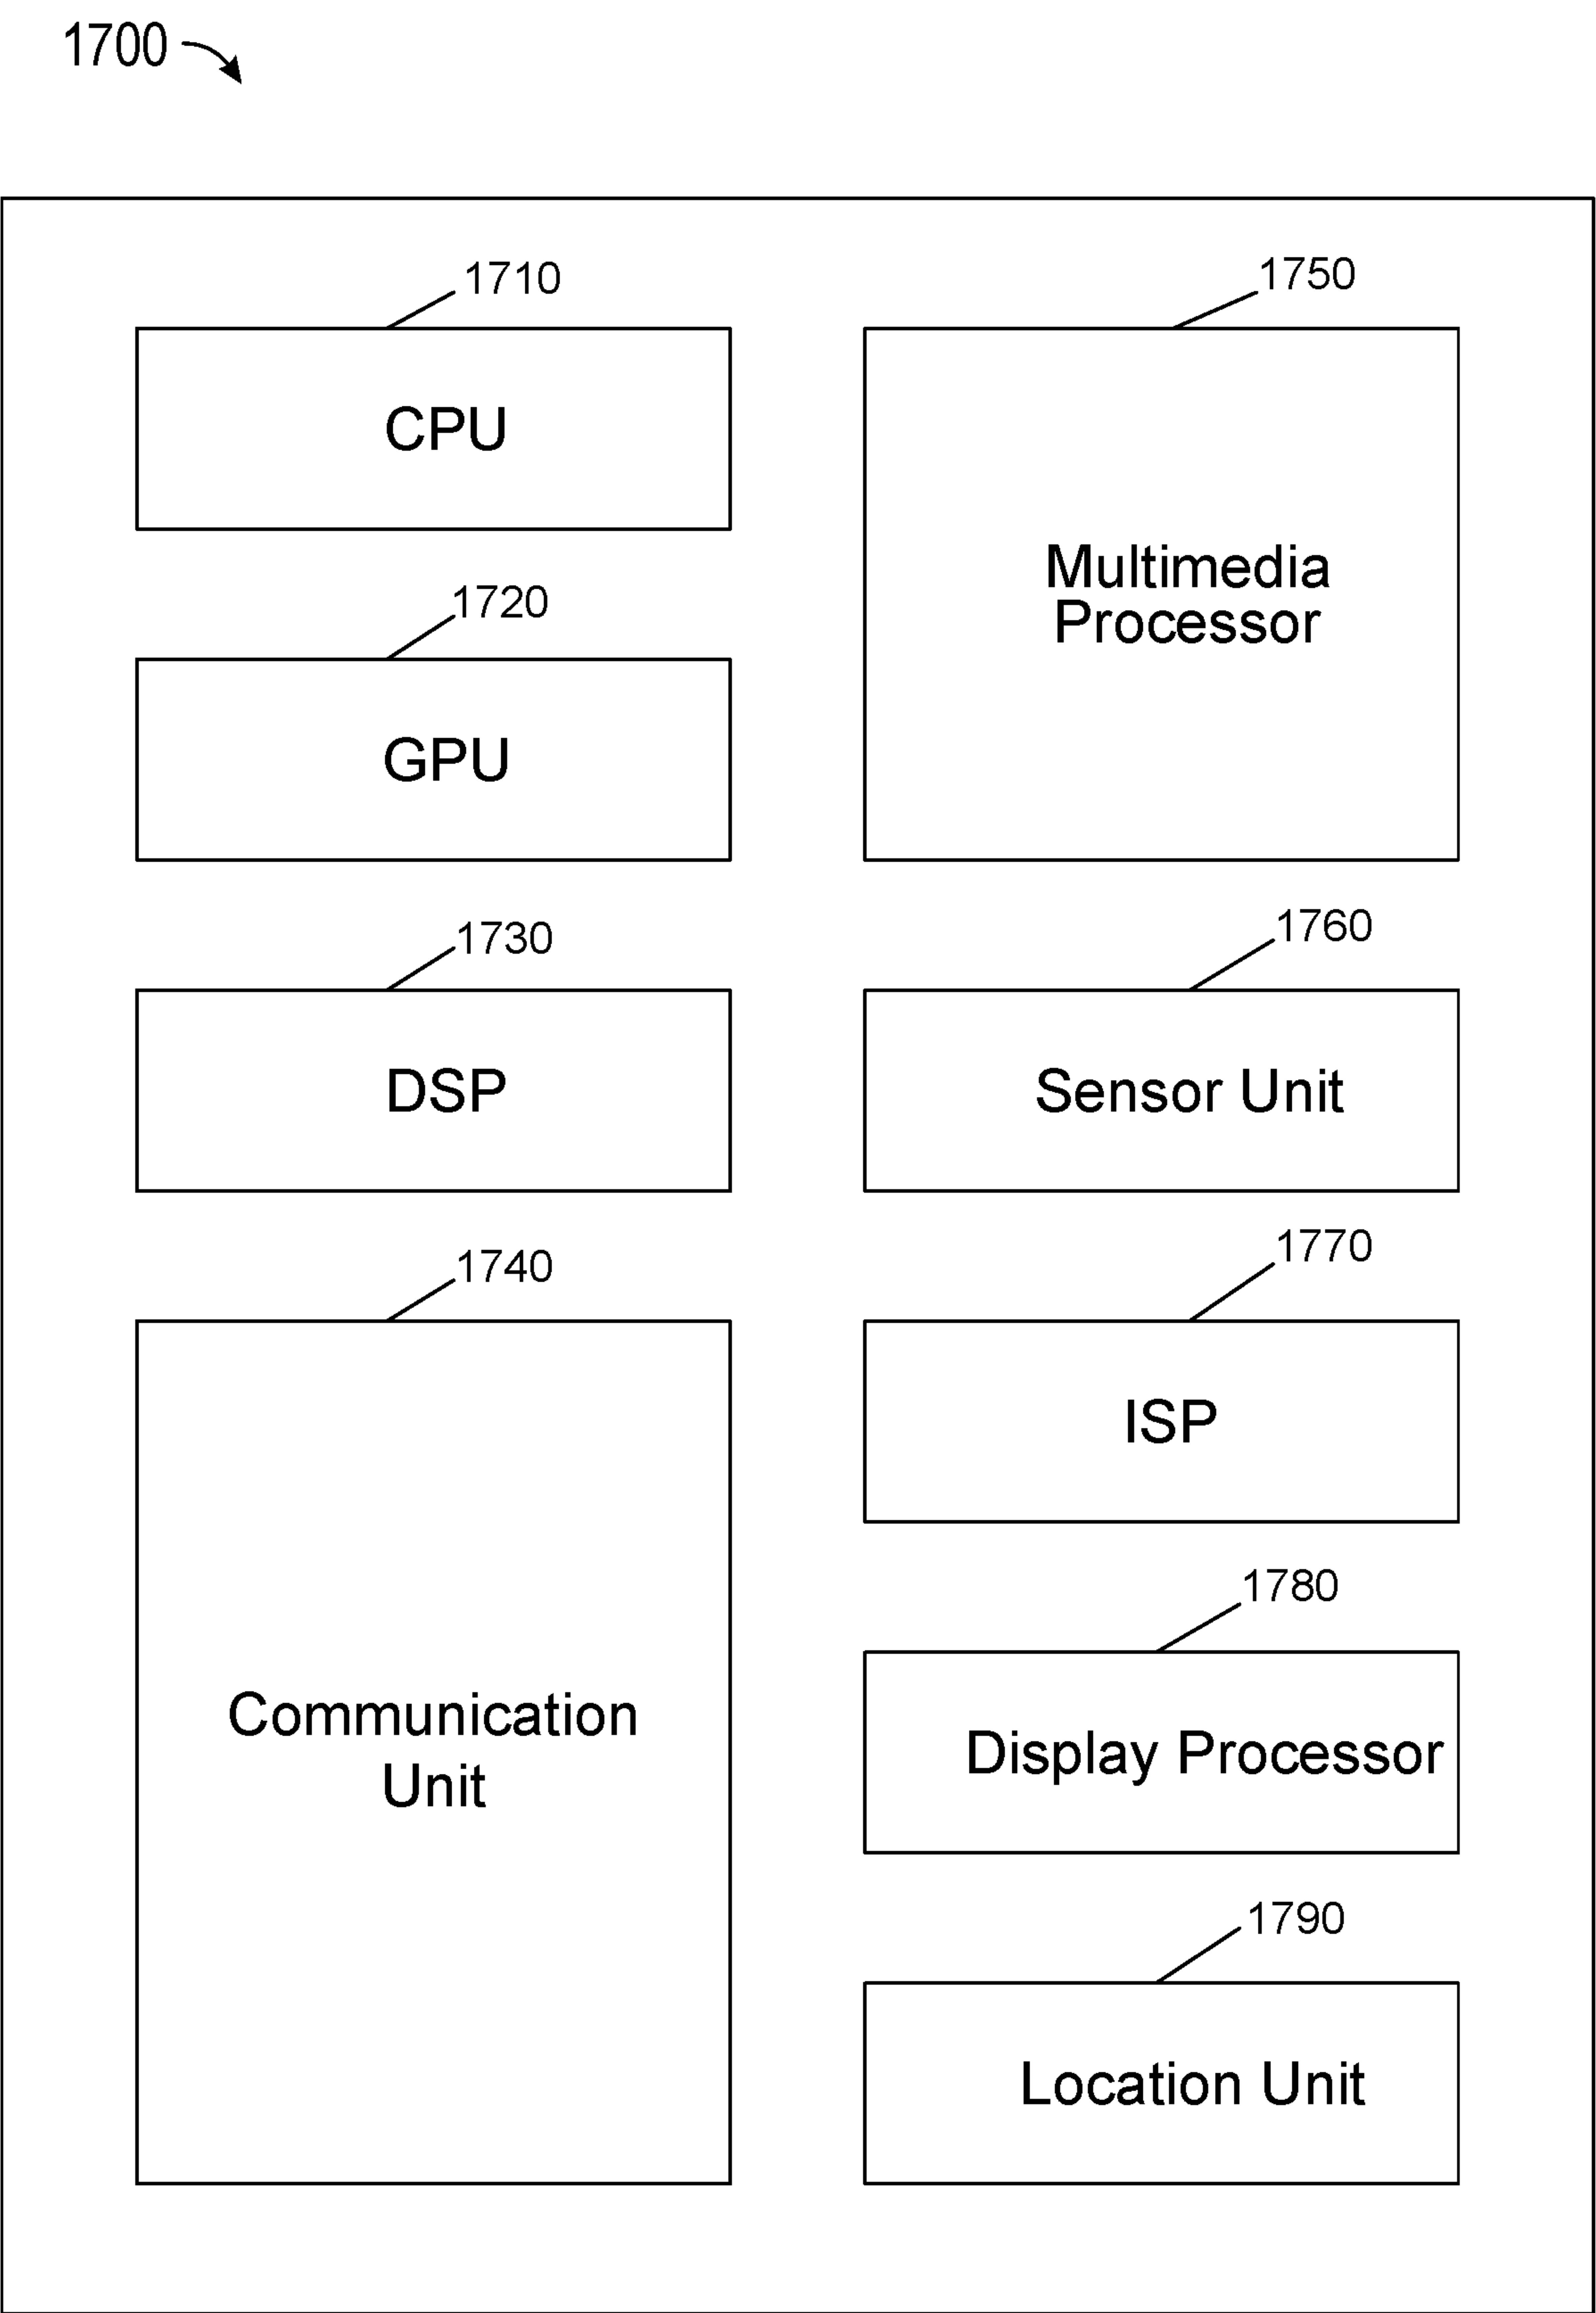 1700
1710
CPU
1720
GPU
1730
DSP
1740
Communication
Unit
1750
Multimedia
Processor
1760
Sensor Unit
1770
ISP
1780
Display Processor
1790
Location Unit